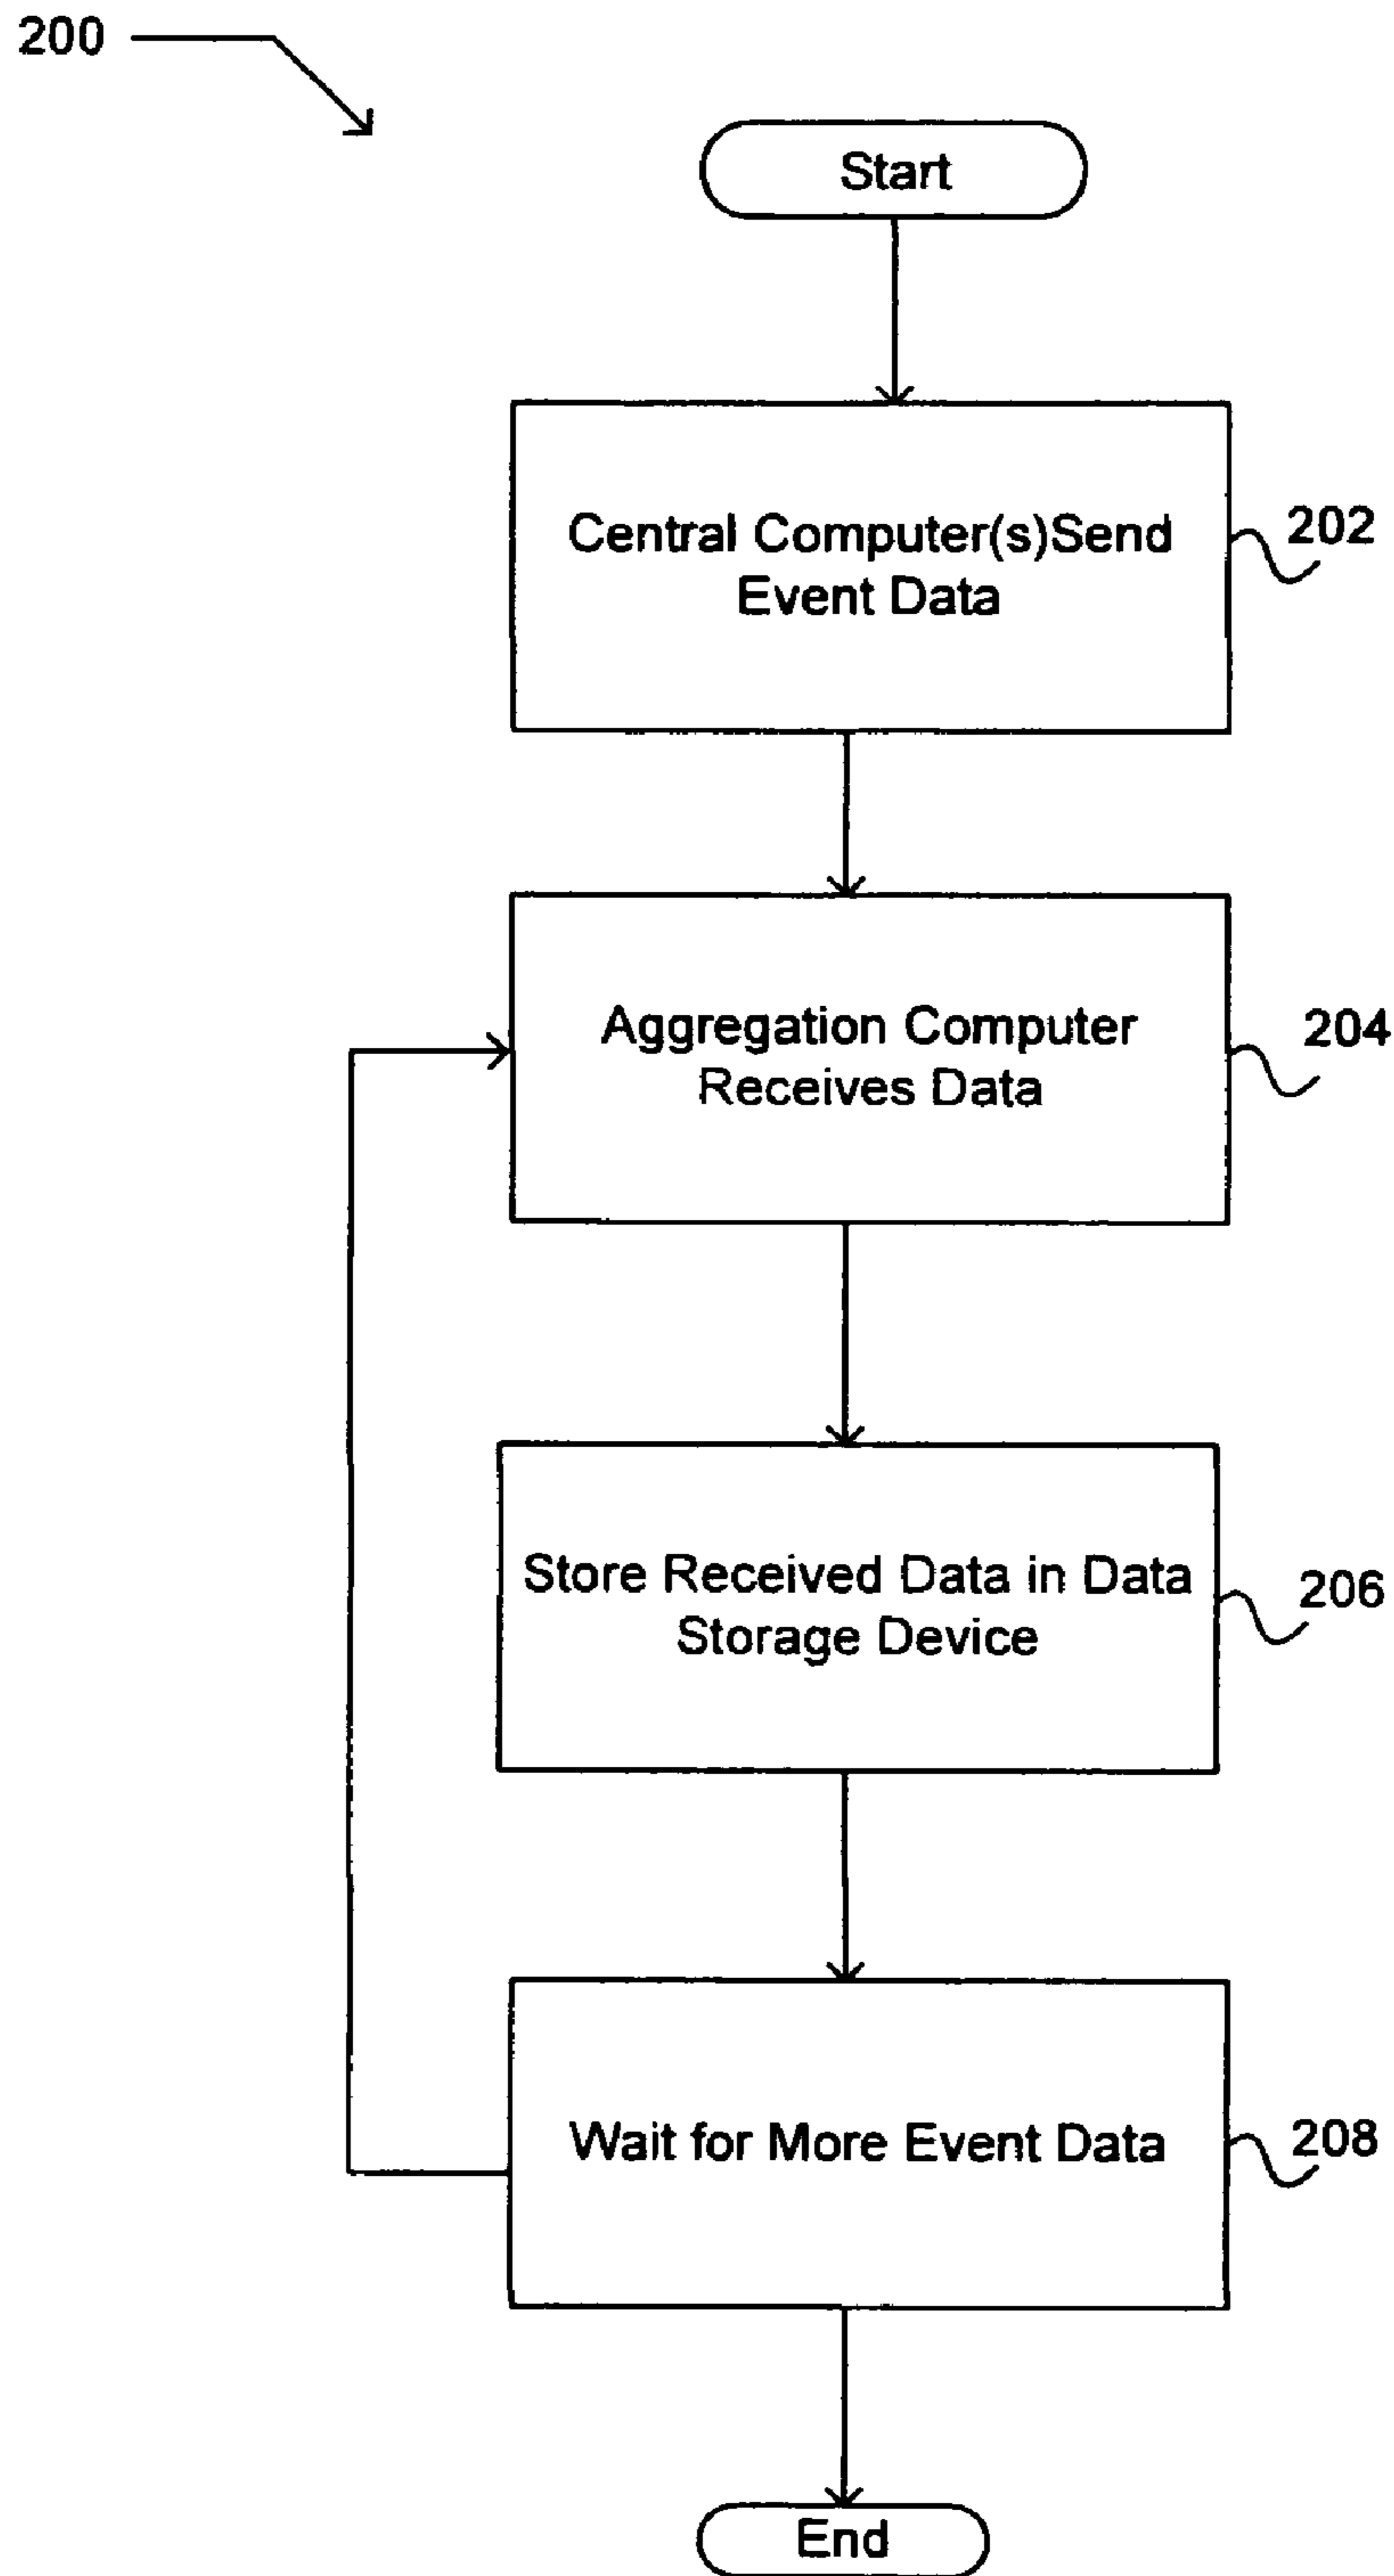 200
Start
Central Computer(s)Send
Event Data
202
Aggregation Computer
Receives Data
204
Store Received Data in Data
Storage Device
206
Wait for More Event Data
208
End